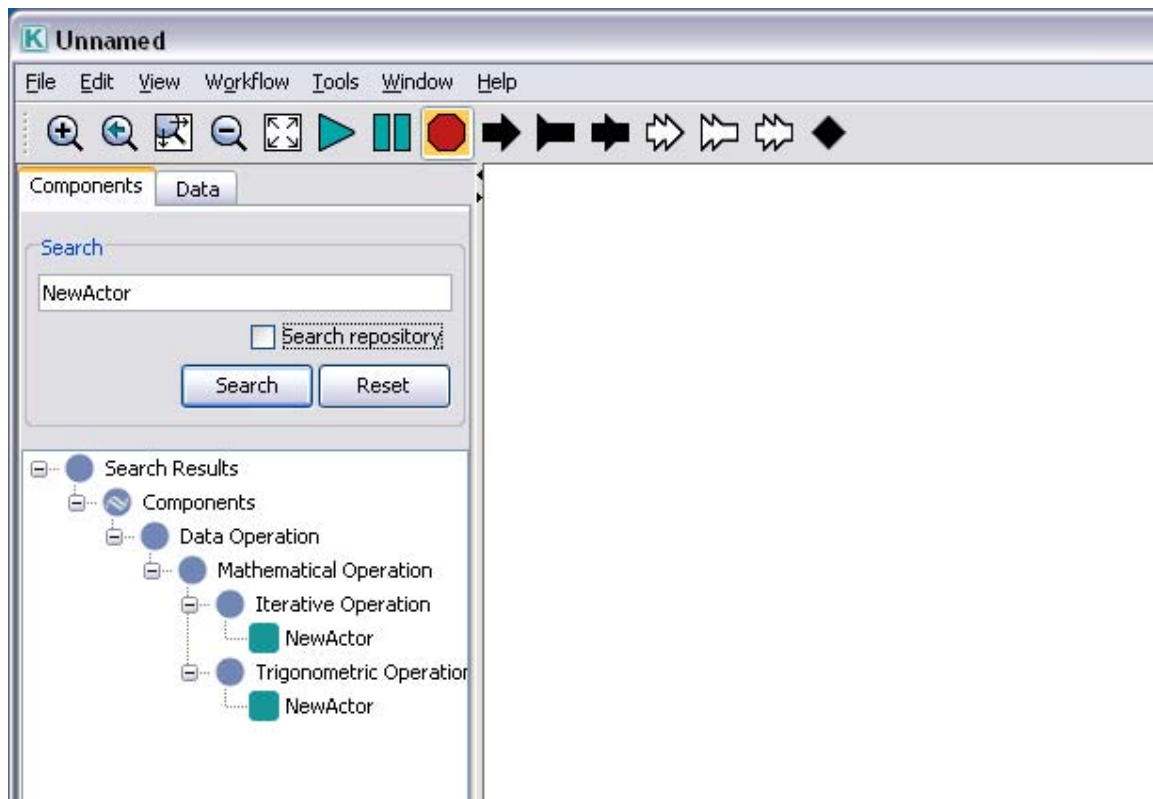 Unnamed
File Edit View Workflow Tools Window Help
Components Data
Search
NewActor
Search repository
Search Reset
Search Results
Components
Data Operation
Mathematical Operation
Iterative Operation
NewActor
Trigonometric Operation
NewActor